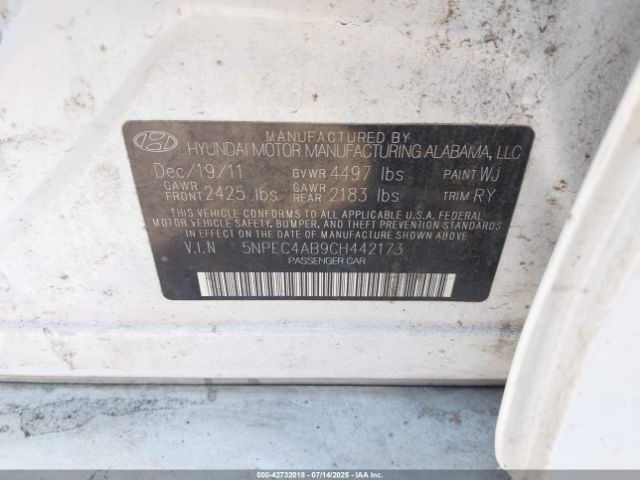 MANUFACTURED BY
HYUNDAI MOTOR MANUFACTURING ALABAMA, LLC
Dec/19/11 GVWR 4497 lbs PAINT WJ
GAWR FRONT 2425 lbs GAWR REAR 2183 lbs TRIM RY
THIS VEHICLE CONFORMS TO ALL APPLICABLE U.S.A. FEDERAL
MOTOR VEHICLE SAFETY, BUMPER, AND THEFT PREVENTION STANDARDS
IN EFFECT ON THE DATE OF MANUFACTURE SHOWN ABOVE.
V.I.N 5NPEC4AB9CH442173
PASSENGER CAR
000-42732018 07/14/2025 IAAI.CA